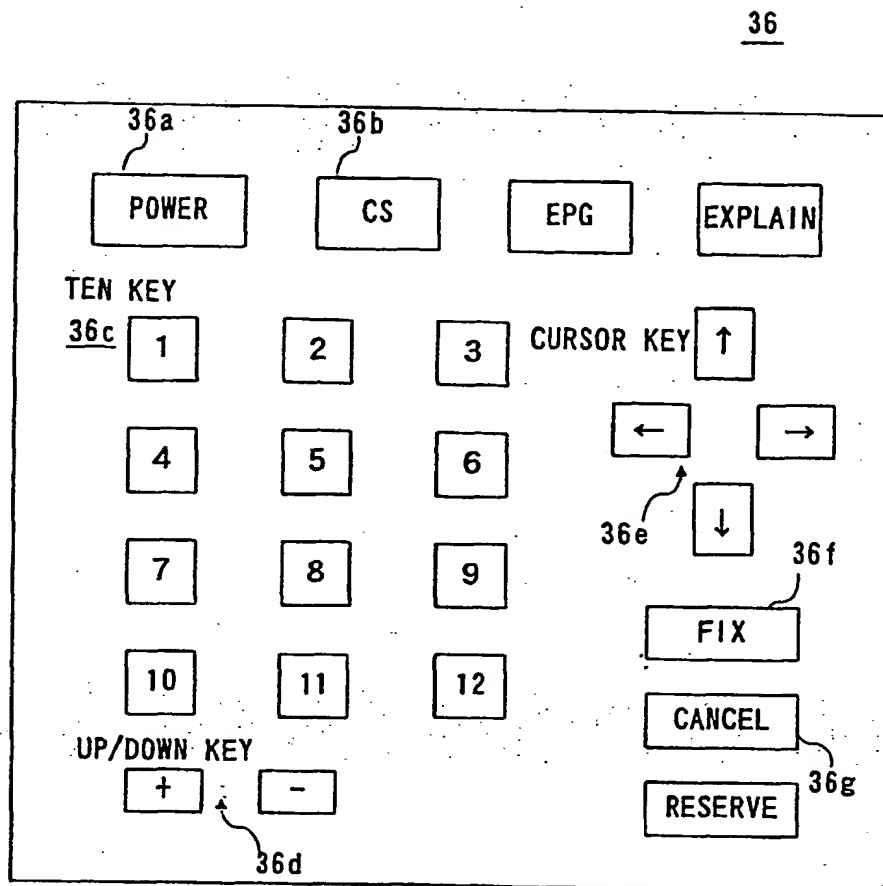 36
36a 36b
POWER CS EPG EXPLAIN
TEN KEY
36c 1 2 3 CURSOR KEY ↑
← →
4 5 6
36e ↓
36f
7 8 9
FIX
10 11 12
CANCEL
UP/DOWN KEY
36g
+ -
RESERVE
36d